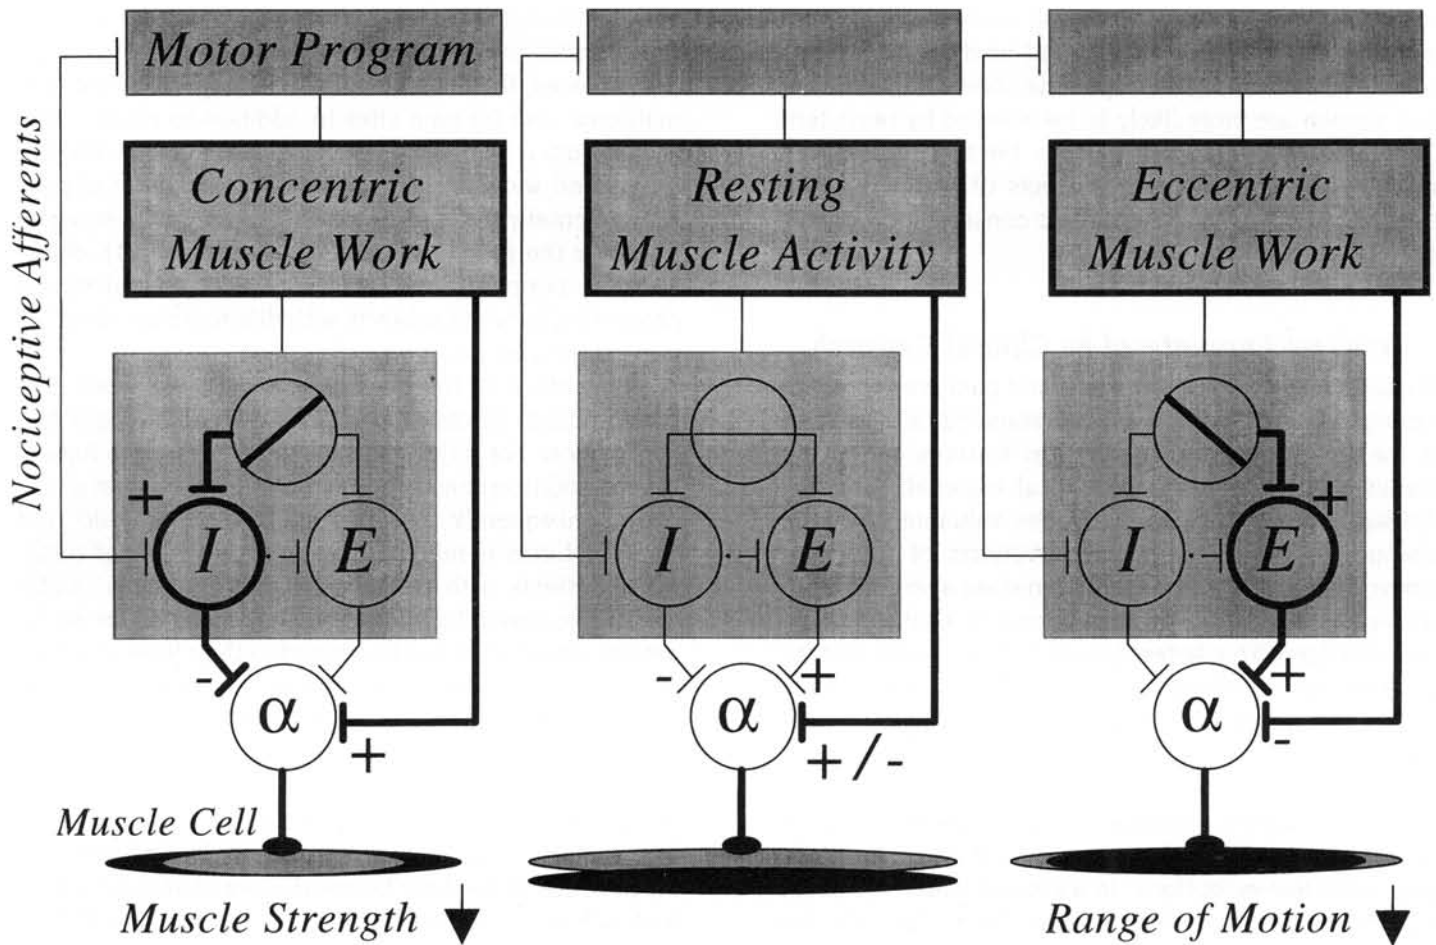 Nociceptive Afferents
Motor Program
Concentric
Muscle Work
Resting
Muscle Activity
Eccentric
Muscle Work
+
I
E
-
α
+
I
E
-
+
α
+/-
+
I
E
+
α
-
Muscle Cell
Muscle Strength
Range of Motion